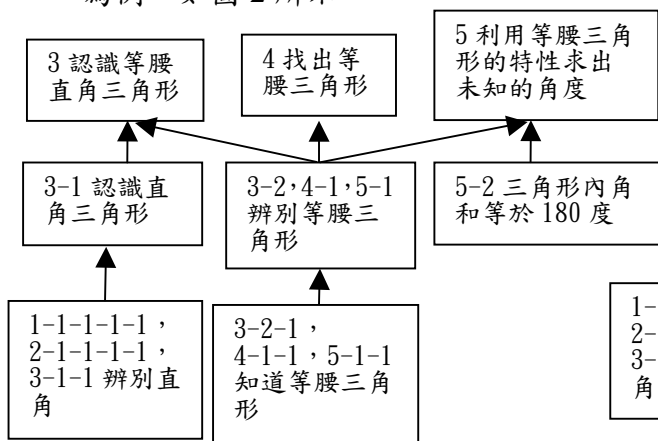 3 認識等腰
直角三角形
4 找出等
腰三角形
5 利用等腰三角
形的特性求出
未知的角度
3-1 認識直
角三角形
3-2,4-1,5-1
辨別等腰三
角形
5-2 三角形內角
和等於 180 度
1-1-1-1-1,
2-1-1-1-1,
3-1-1 辨別直
角
3-2-1,
4-1-1,5-1-1
知道等腰三角
形
1-
2-
3-
角